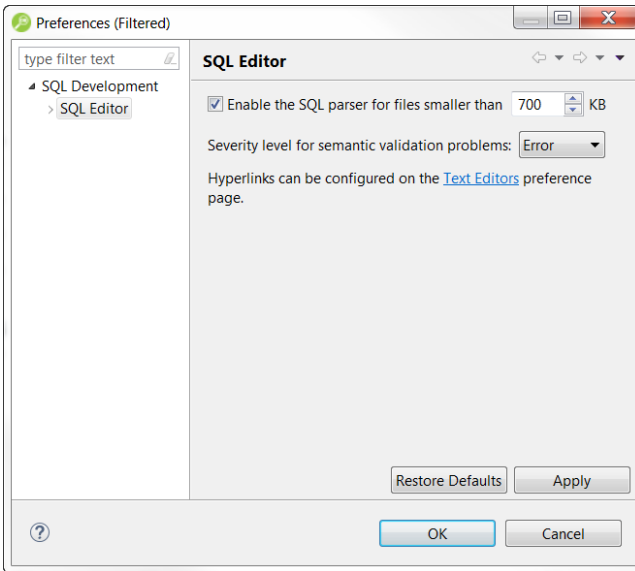 Preferences (Filtered)
type filter text
SQL Development
SQL Editor
SQL Editor
Enable the SQL parser for files smaller than 700 KB
Severity level for semantic validation problems: Error
Hyperlinks can be configured on the Text Editors preference
page.
Restore Defaults Apply
OK Cancel